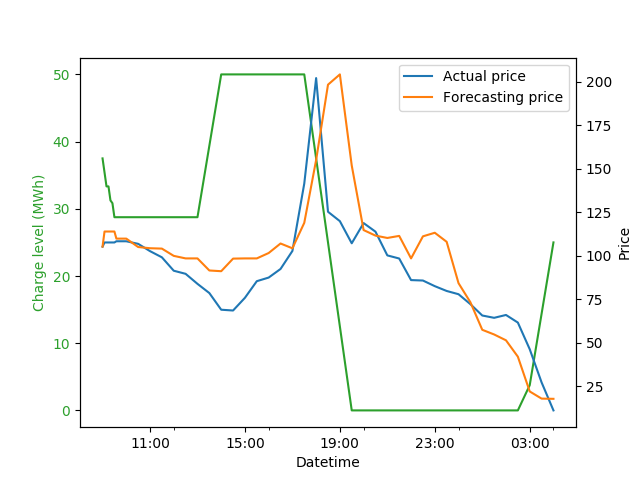 Actual price
Forecasting price
50
40
30
20
10
0
Charge level (MWh)
200
175
150
125
100
75
50
25
Price
11:00 15:00 19:00 23:00 03:00
Datetime